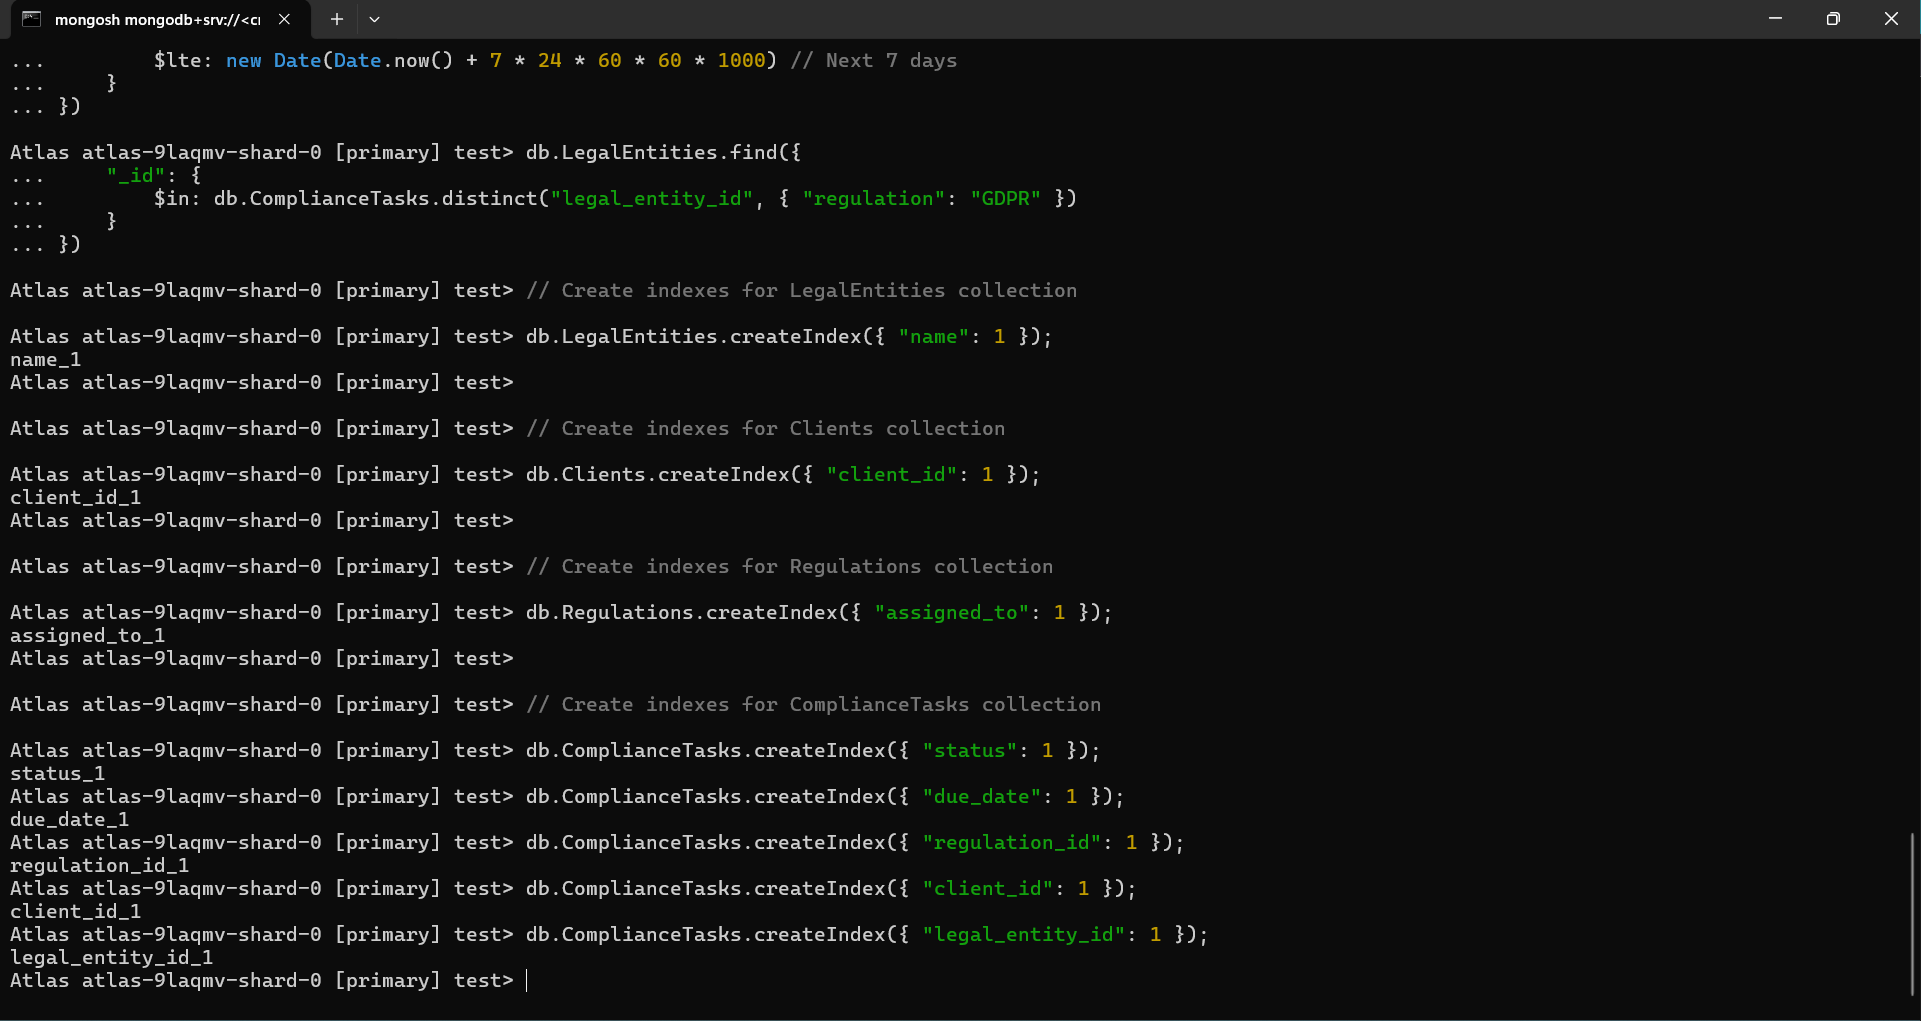 mongosh mongodb+srv://<cr
...         $lte: new Date(Date.now() + 7 * 24 * 60 * 60 * 1000) // Next 7 days
...     }
... })
Atlas atlas-9laqmv-shard-0 [primary] test> db.LegalEntities.find({
...     "_id": {
...         $in: db.ComplianceTasks.distinct("legal_entity_id", { "regulation": "GDPR" })
...     }
... })
Atlas atlas-9laqmv-shard-0 [primary] test> // Create indexes for LegalEntities collection
Atlas atlas-9laqmv-shard-0 [primary] test> db.LegalEntities.createIndex({ "name": 1 });
name_1
Atlas atlas-9laqmv-shard-0 [primary] test>
Atlas atlas-9laqmv-shard-0 [primary] test> // Create indexes for Clients collection
Atlas atlas-9laqmv-shard-0 [primary] test> db.Clients.createIndex({ "client_id": 1 });
client_id_1
Atlas atlas-9laqmv-shard-0 [primary] test>
Atlas atlas-9laqmv-shard-0 [primary] test> // Create indexes for Regulations collection
Atlas atlas-9laqmv-shard-0 [primary] test> db.Regulations.createIndex({ "assigned_to": 1 });
assigned_to_1
Atlas atlas-9laqmv-shard-0 [primary] test>
Atlas atlas-9laqmv-shard-0 [primary] test> // Create indexes for ComplianceTasks collection
Atlas atlas-9laqmv-shard-0 [primary] test> db.ComplianceTasks.createIndex({ "status": 1 });
status_1
Atlas atlas-9laqmv-shard-0 [primary] test> db.ComplianceTasks.createIndex({ "due_date": 1 });
due_date_1
Atlas atlas-9laqmv-shard-0 [primary] test> db.ComplianceTasks.createIndex({ "regulation_id": 1 });
regulation_id_1
Atlas atlas-9laqmv-shard-0 [primary] test> db.ComplianceTasks.createIndex({ "client_id": 1 });
client_id_1
Atlas atlas-9laqmv-shard-0 [primary] test> db.ComplianceTasks.createIndex({ "legal_entity_id": 1 });
legal_entity_id_1
Atlas atlas-9laqmv-shard-0 [primary] test>